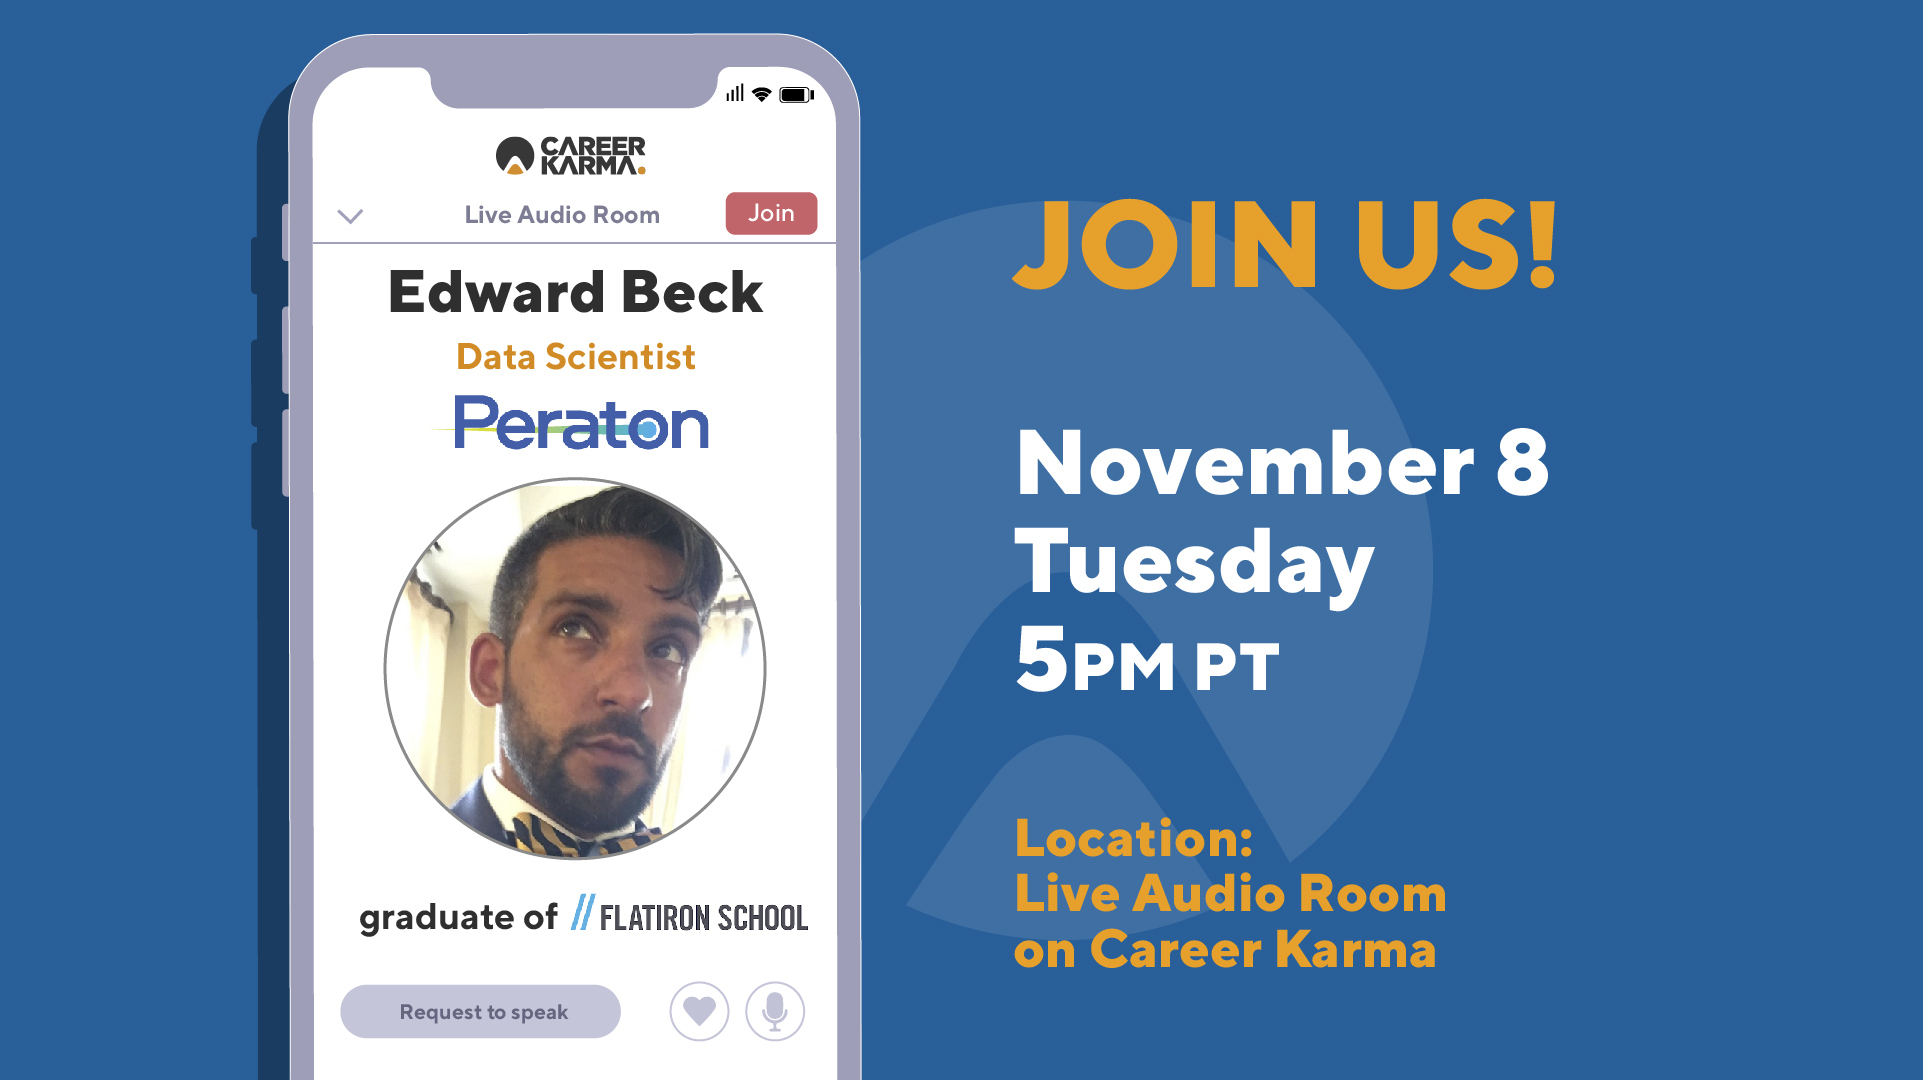 CAREER
KARMA.
Live Audio Room
Join
Edward Beck
Data Scientist
Peraton
graduate of // FLATIRON SCHOOL
Request to speak
JOIN US!
November 8
Tuesday
5PM PT
Location:
Live Audio Room
on Career Karma